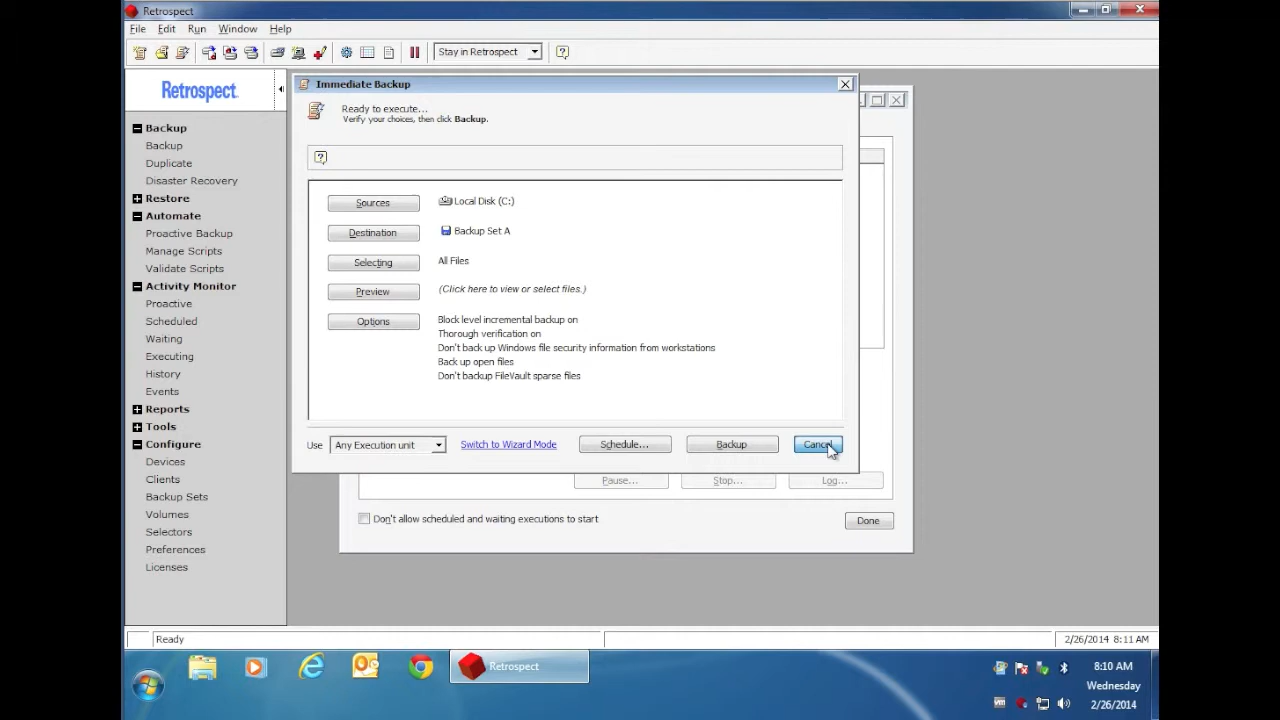 Retrospect
File Edit Run Window Help
Stay in Retrospect
Retrospect
Backup
Backup
Duplicate
Disaster Recovery
Restore
Automate
Proactive Backup
Manage Scripts
Validate Scripts
Activity Monitor
Proactive
Scheduled
Waiting
Executing
History
Events
Reports
Tools
Configure
Devices
Clients
Backup Sets
Volumes
Selectors
Preferences
Licenses
Immediate Backup
Ready to execute...
Verify your choices, then click Backup.
Sources Local Disk (C:)
Destination Backup Set A
Selecting All Files
Preview (Click here to view or select files.)
Options Block level incremental backup on
Thorough verification on
Don't back up Windows file security information from workstations
Back up open files
Don't backup FileVault sparse files
Use Any Execution unit Switch to Wizard Mode Schedule... Backup Cancel
Pause... Stop... Log...
Don't allow scheduled and waiting executions to start Done
Ready 2/26/2014 8:11 AM
Retrospect
8:10 AM
Wednesday
2/26/2014